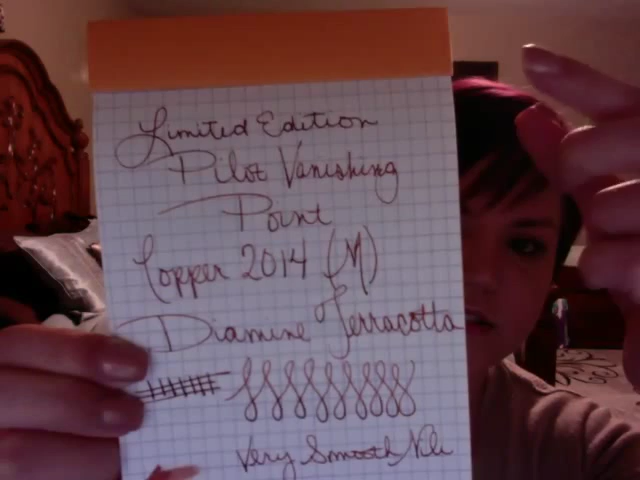 Limited Edition
Pilot Vanishing
Point
Copper 2014 (M)
Diamine Terracotta
Very Smooth Nib